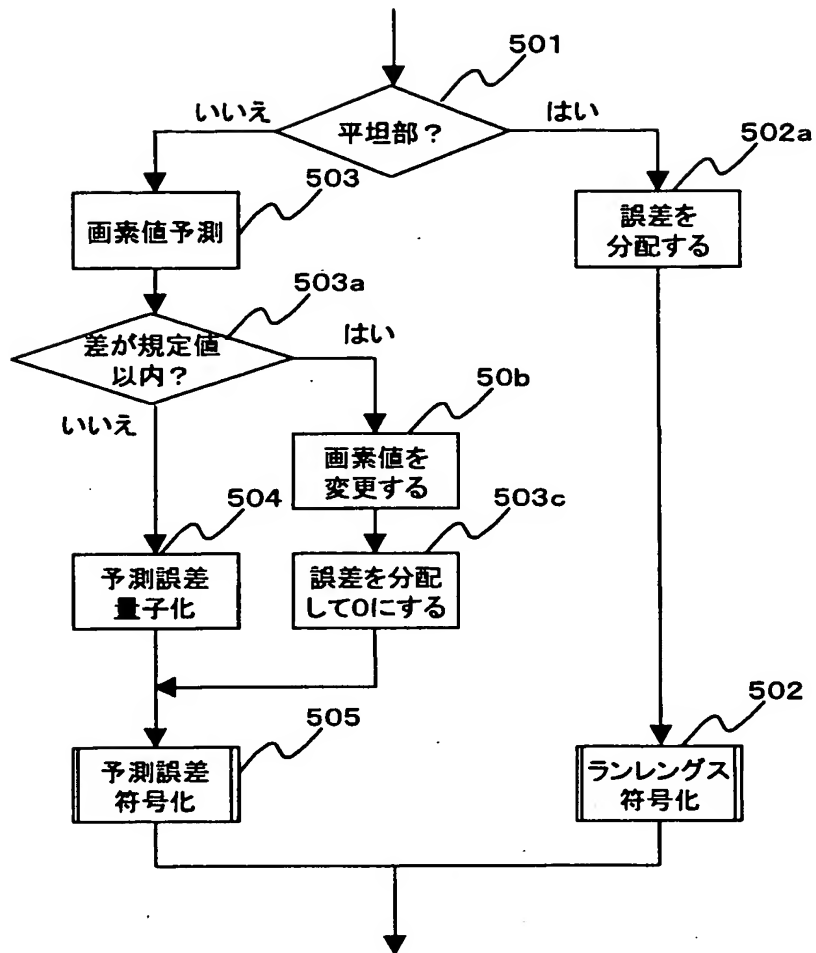 501
いいえ
平坦部?
はい
502a
503
画素値予測
誤差を
分配する
503a
差が規定値
以内?
はい
いいえ
50b
画素値を
変更する
504
503c
予測誤差
量子化
誤差を分配
して0にする
505
502
予測誤差
符号化
ランレングス
符号化